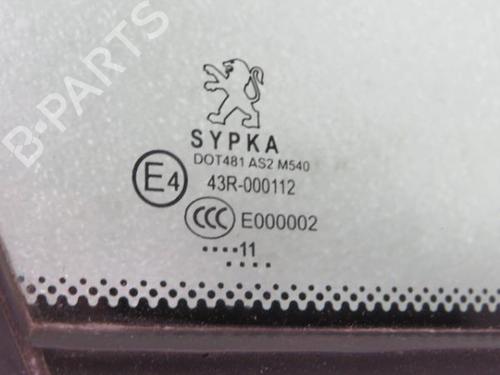 B-PARTS
SYPKA
DOT481 AS2 M540
E4 43R-000112
CCC E000002
....11
.....